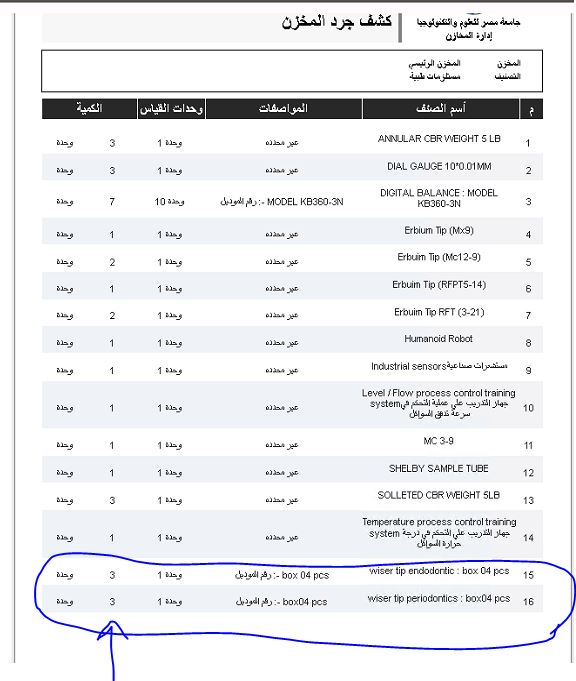 جامعة مصر للعلوم والتكنولوجيا
إدارة المخازن
كشف جرد المخزن
المخزن المخزن الرئيسي
التصنيف مستلزمات طبية
م أسم الصنف المواصفات وحدات القياس الكمية
1 ANNULAR CBR WEIGHT 5 LB غير محدده وحدة 1 3 وحدة
2 DIAL GAUGE 10*0.01MM غير محدده وحدة 1 3 وحدة
3 DIGITAL BALANCE : MODEL KB360-3N رقم الموديل :- MODEL KB360-3N وحدة 10 7 وحدة
4 Erbium Tip (Mx9) غير محدده وحدة 1 1 وحدة
5 Erbuim Tip (Mc12-9) غير محدده وحدة 1 2 وحدة
6 Erbuim Tip (RFPT5-14) غير محدده وحدة 1 1 وحدة
7 Erbuim Tip RFT (3-21) غير محدده وحدة 1 2 وحدة
8 Humanoid Robot غير محدده وحدة 1 1 وحدة
9 Industrial sensorsمستشعرات صناعية غير محدده وحدة 1 1 وحدة
10 Level / Flow process control training
systemجهاز التدريب علي عملية التحكم في
سرعة تدفق السوائل غير محدده وحدة 1 1 وحدة
11 MC 3-9 غير محدده وحدة 1 1 وحدة
12 SHELBY SAMPLE TUBE غير محدده وحدة 1 1 وحدة
13 SOLLETED CBR WEIGHT 5LB غير محدده وحدة 1 3 وحدة
14 Temperature process control training
system جهاز التدريب علي التحكم في درجة
حرارة السوائل غير محدده وحدة 1 1 وحدة
15 wiser tip endodontic : box 04 pcs رقم الموديل :- box 04 pcs وحدة 1 3 وحدة
16 wiser tip periodontics : box04 pcs رقم الموديل :- box04 pcs وحدة 1 3 وحدة